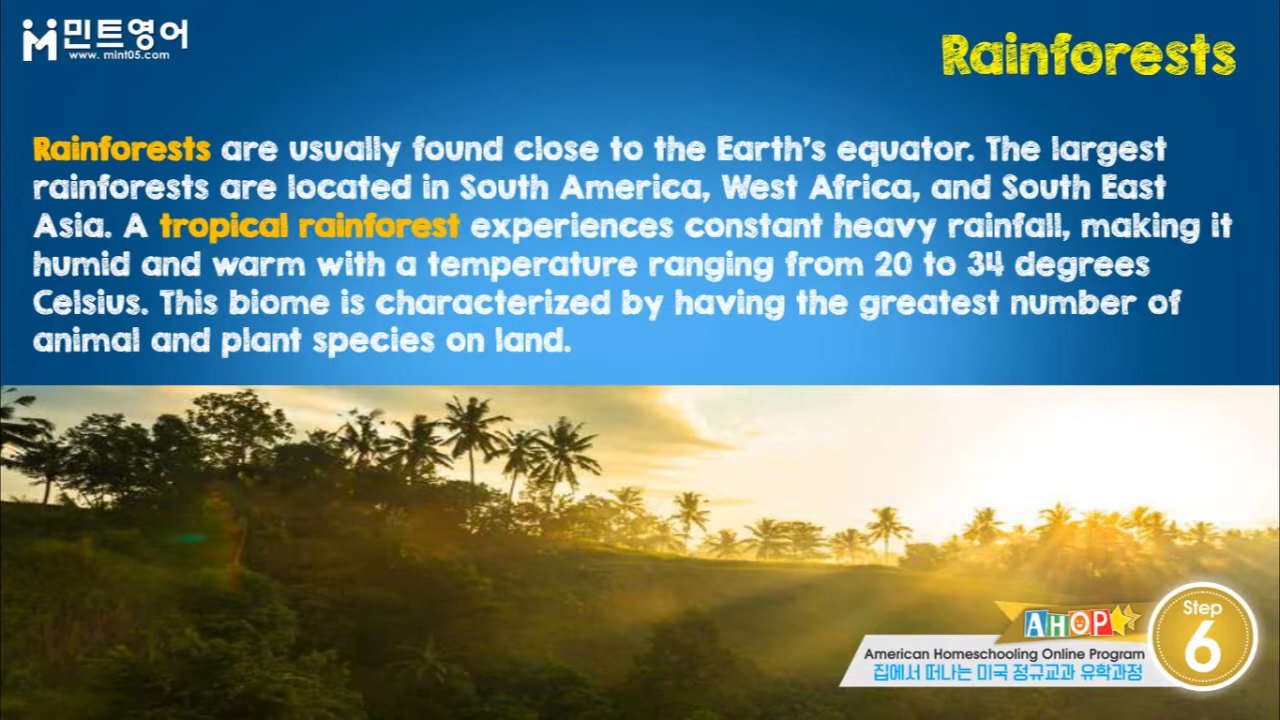 민트영어
www. mint05.com
Rainforests
Rainforests are usually found close to the Earth's equator. The largest
rainforests are located in South America, West Africa, and South East
Asia. A tropical rainforest experiences constant heavy rainfall, making it
humid and warm with a temperature ranging from 20 to 34 degrees
Celsius. This biome is characterized by having the greatest number of
animal and plant species on land.
AHOP
Step
6
American Homeschooling Online Program
집에서 떠나는 미국 정규교과 유학과정